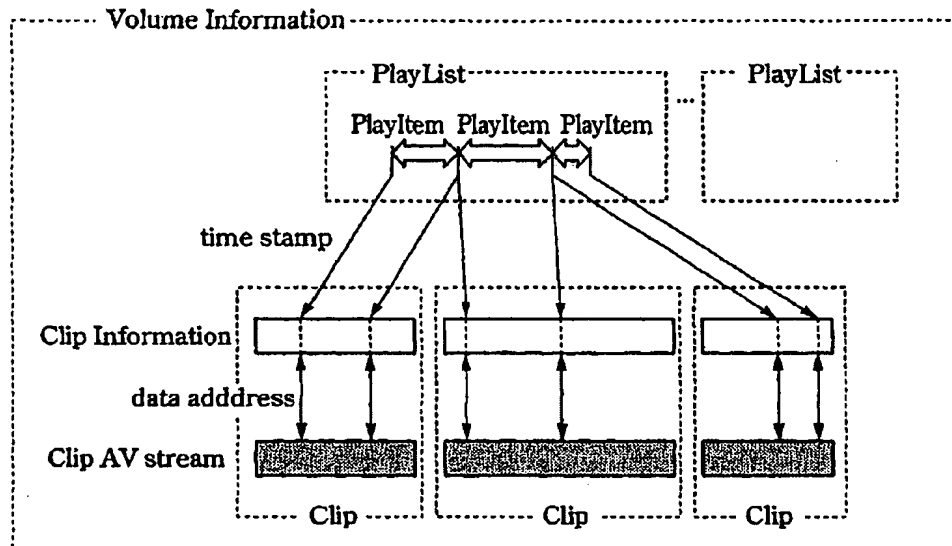 Volume Information
PlayList ... PlayList
PlayItem PlayItem PlayItem
time stamp
Clip Information
data adddress
Clip AV stream
Clip Clip Clip